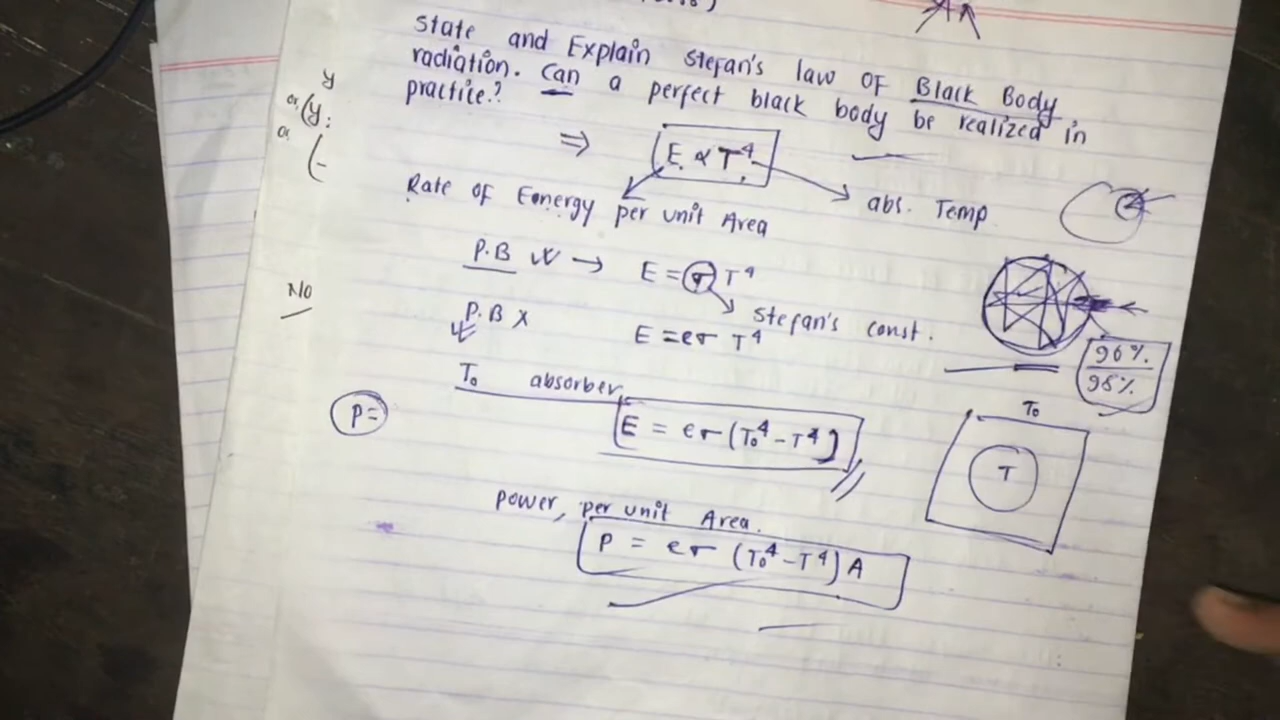 State and Explain Stefan's law OF Black Body
radiation. Can a perfect black body be realized in
practice.?
⇒ E ∝ T⁴
Rate of Eonergy per unit Area
abs. Temp
P.B → E = σ T⁴
Stefan's const.
NO
P.B X E = eσ T⁴
96%
98%
T₀ absorber,
P=
E = eσ (T₀⁴ - T⁴)
T₀
T
power, per unit Area.
P = eσ (T₀⁴ - T⁴) A